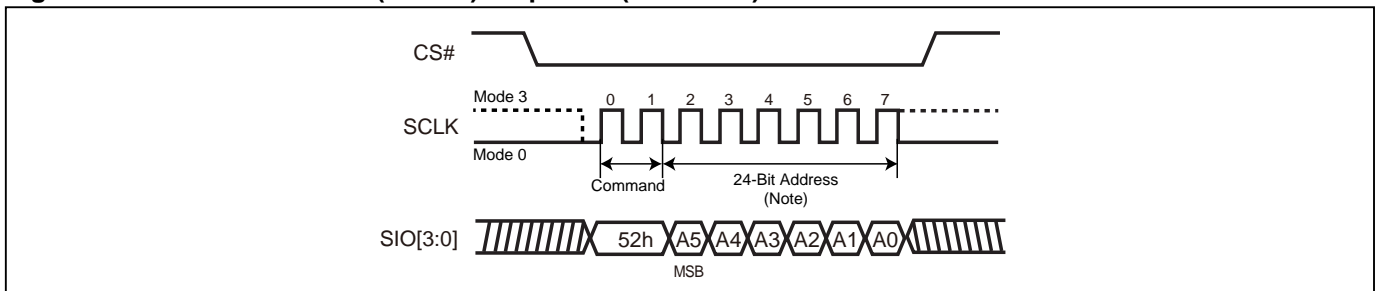 CS#
Mode 3
0 1 2 3 4 5 6 7
SCLK
Mode 0
Command
24-Bit Address
(Note)
SIO[3:0]
52h A5 A4 A3 A2 A1 A0
MSB